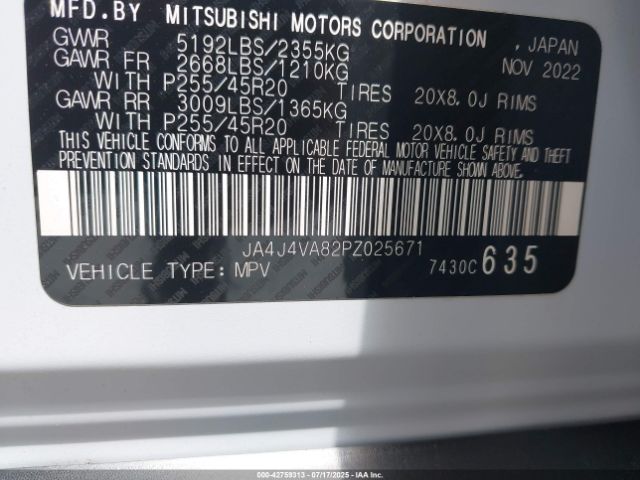 MFD.BY MITSUBISHI MOTORS CORPORATION , JAPAN
GVWR 5192LBS/2355KG NOV 2022
GAWR FR 2668LBS/1210KG
WITH P255/45R20 TIRES 20X8.0J RIMS
GAWR RR 3009LBS/1365KG
WITH P255/45R20 TIRES 20X8.0J RIMS
THIS VEHICLE CONFORMS TO ALL APPLICABLE FEDERAL MOTOR VEHICLE SAFETY AND THEFT
PREVENTION STANDARDS IN EFFECT ON THE DATE OF MANUFACTURE SHOWN ABOVE.
JA4J4VA82PZ025671
VEHICLE TYPE: MPV 7430C 635
000-42759313 | 07/17/2025 | IAA Inc.